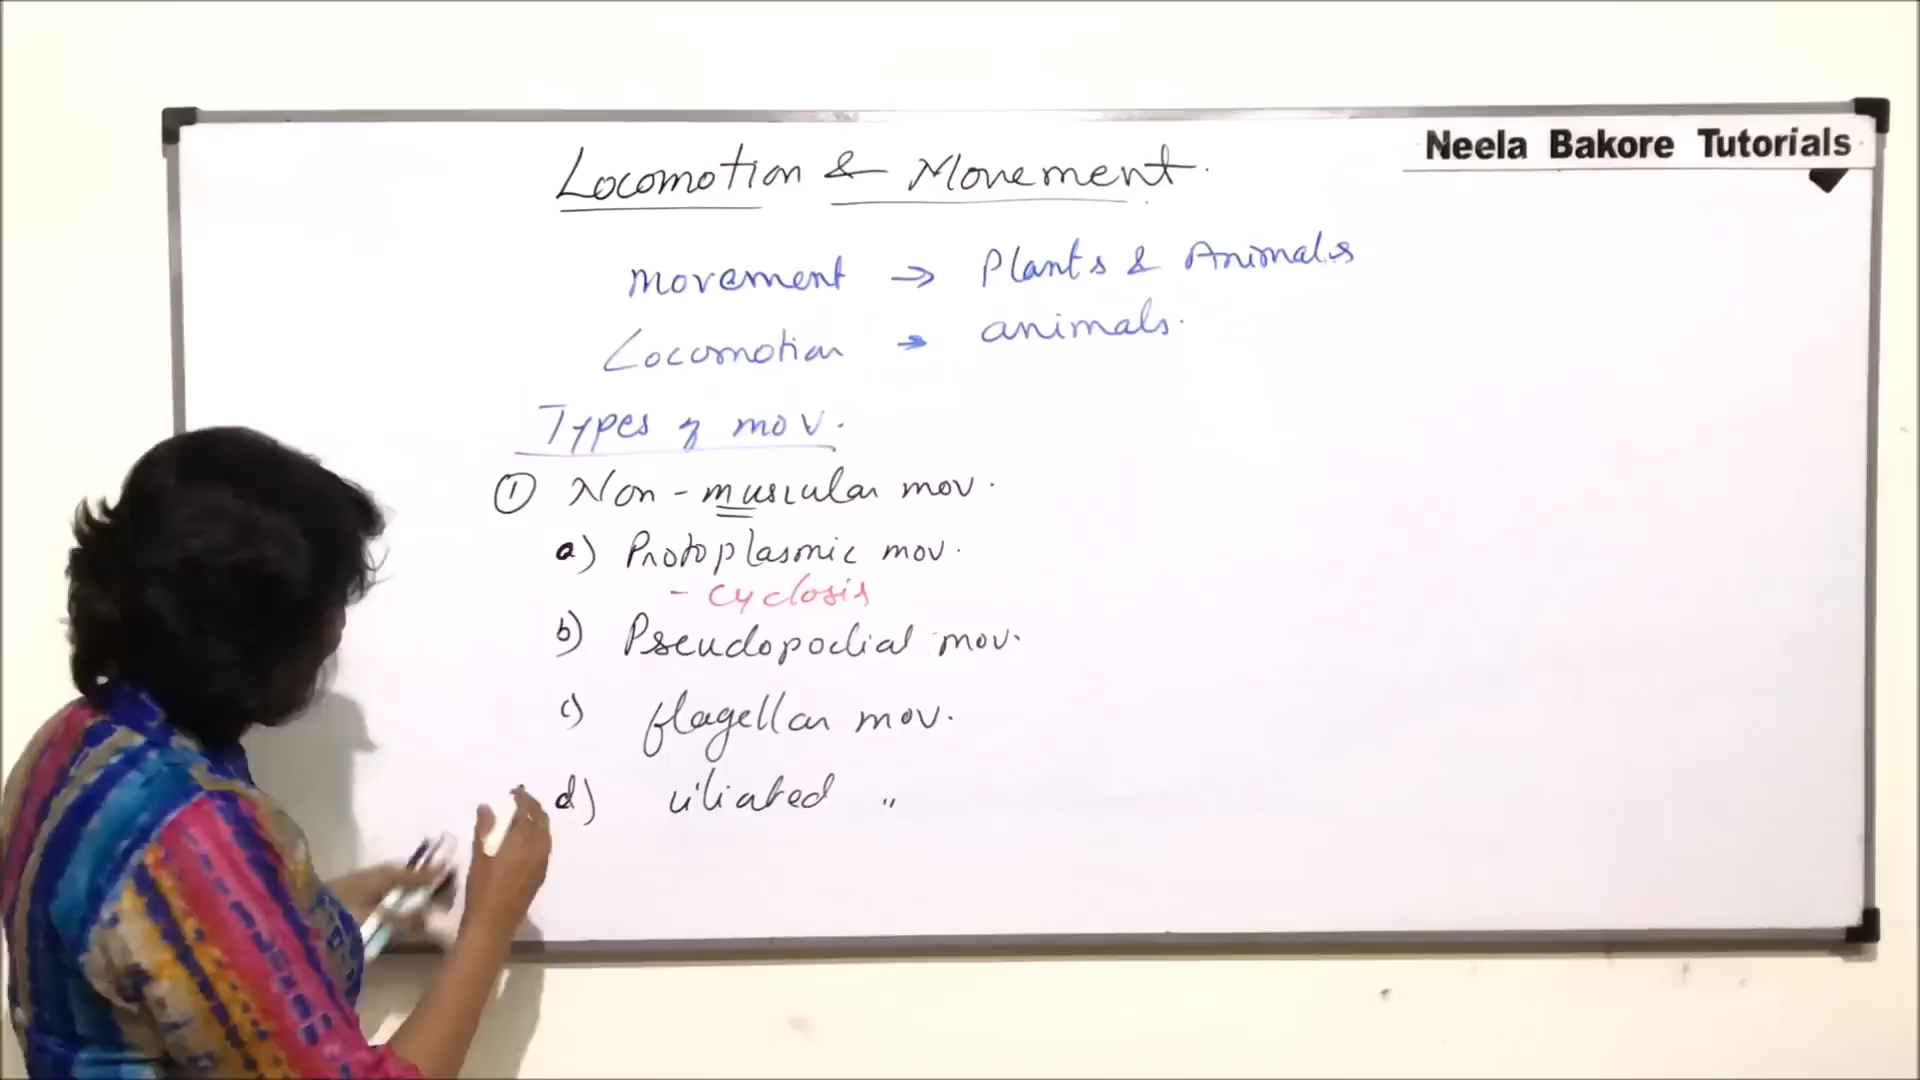 Neela Bakore Tutorials
Locomotion & Movement.
Movement → Plants & Animals
Locomotion → animals.
Types of mov.
① Non-muscular mov.
a) Protoplasmic mov.
- cyclosis
b) Pseudopodial mov.
c) flagellar mov.
d) ciliated "